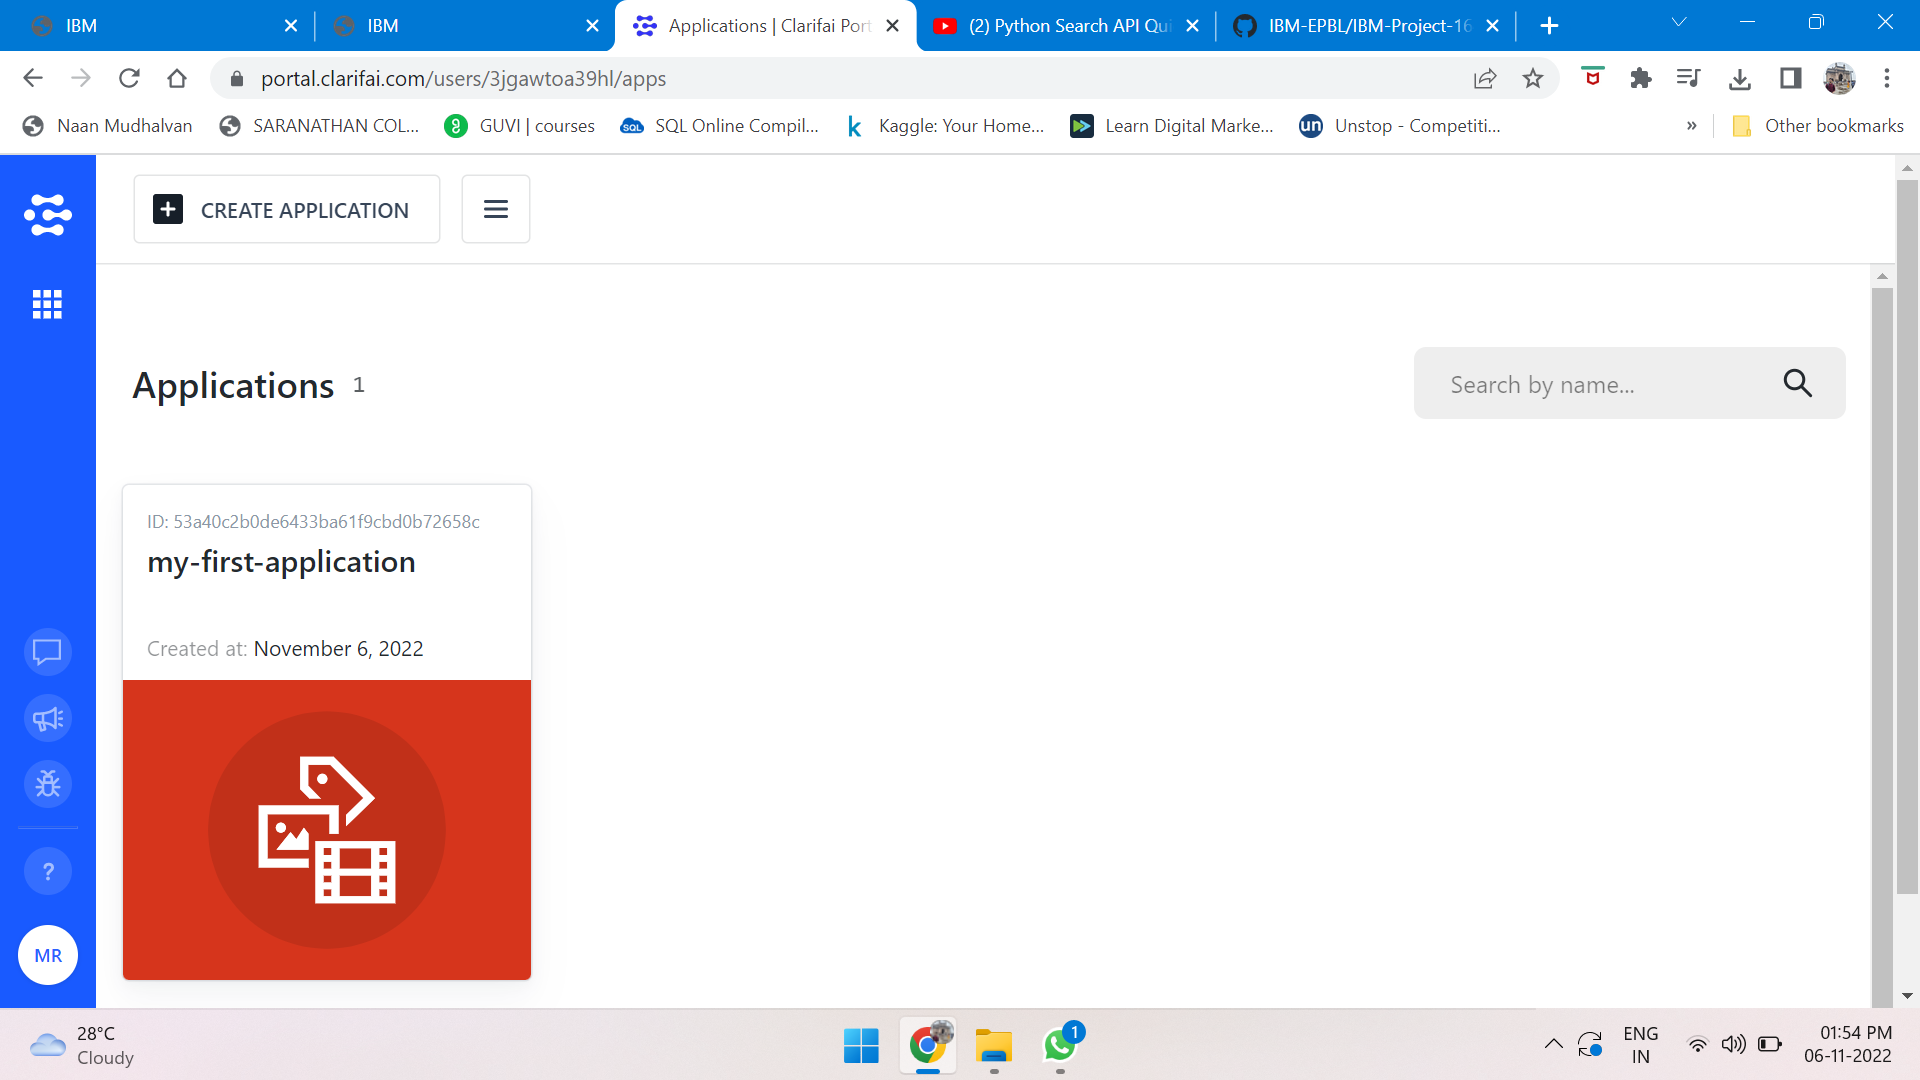 IBM
IBM
Applications | Clarifai Port
(2) Python Search API Qui
IBM-EPBL/IBM-Project-16
portal.clarifai.com/users/3jgawtoa39hl/apps
Naan Mudhalvan
SARANATHAN COL...
GUVI | courses
SQL Online Compil...
Kaggle: Your Home...
Learn Digital Marke...
Unstop - Competiti...
»
Other bookmarks
CREATE APPLICATION
Applications 1
Search by name...
ID: 53a40c2b0de6433ba61f9cbd0b72658c
my-first-application
Created at: November 6, 2022
?
MR
28°C
Cloudy
1
ENG
IN
01:54 PM
06-11-2022